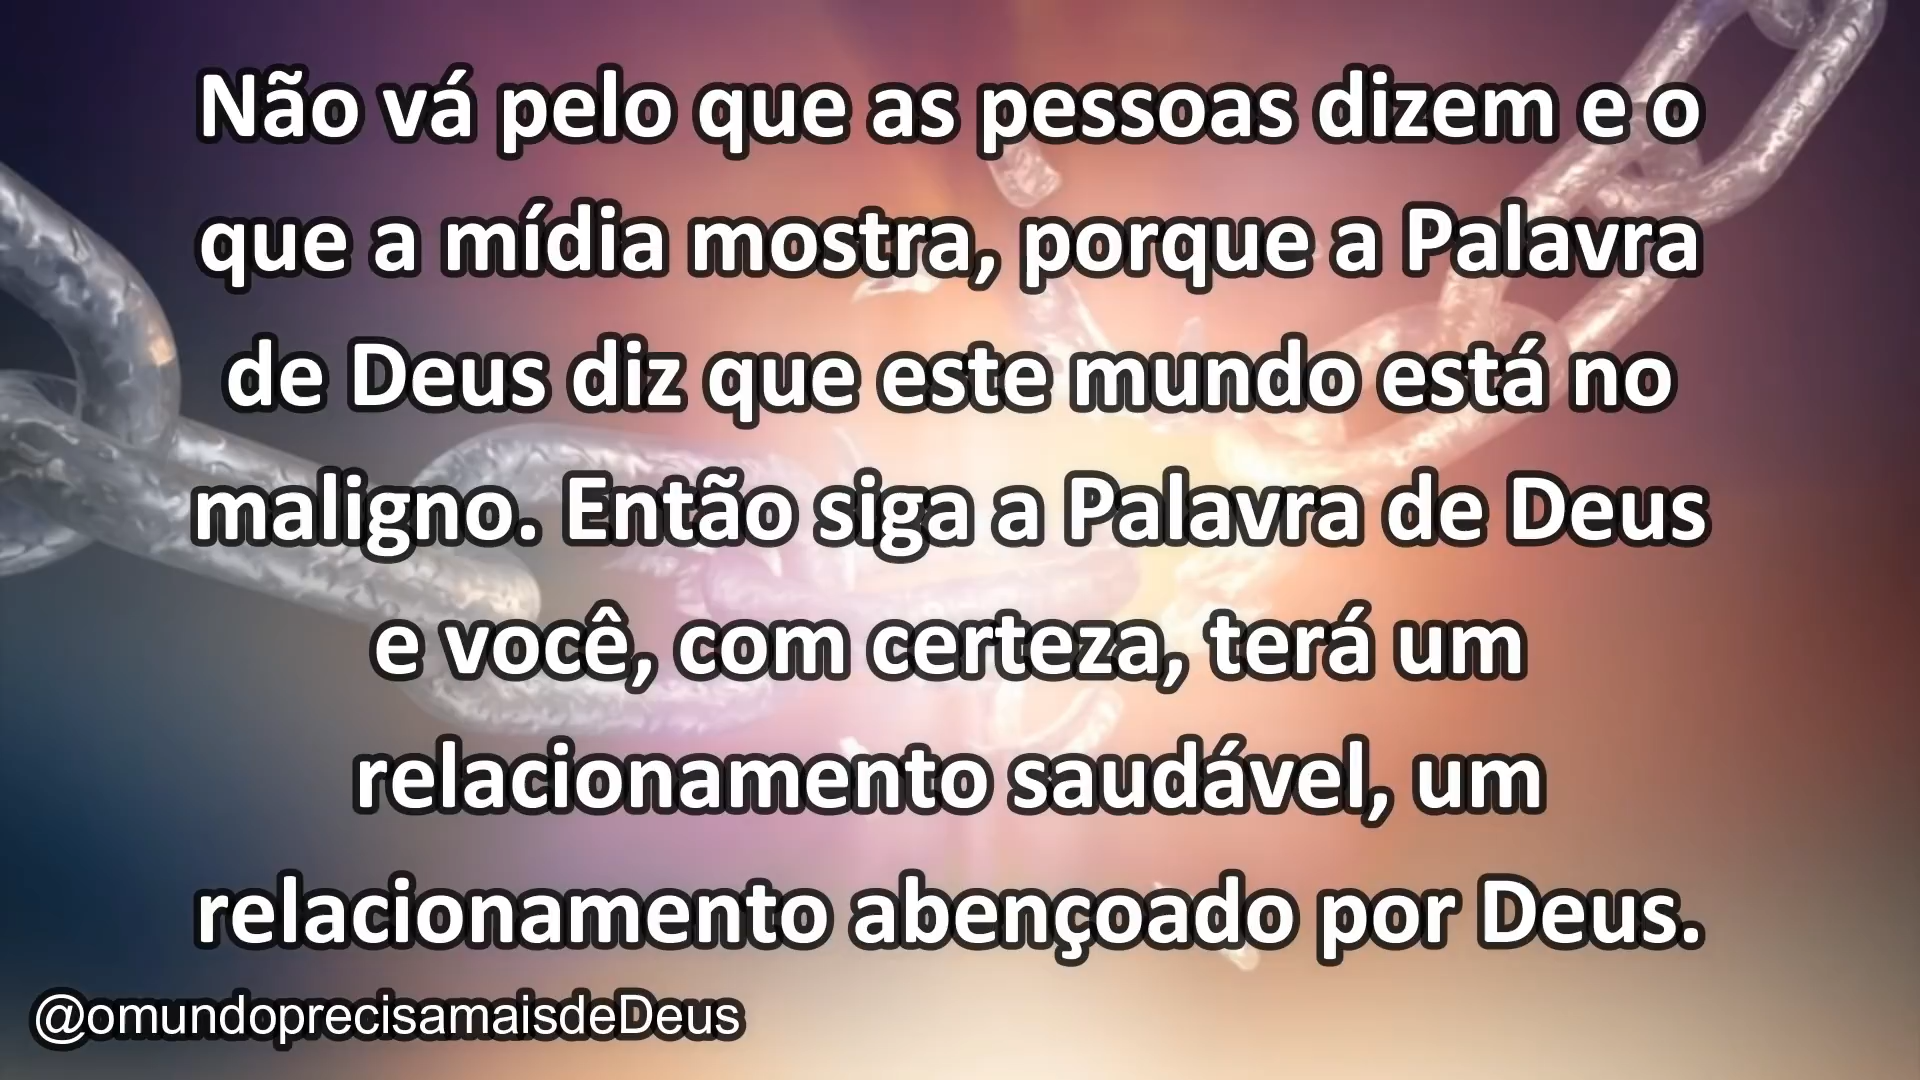 Não vá pelo que as pessoas dizem e o
que a mídia mostra, porque a Palavra
de Deus diz que este mundo está no
maligno. Então siga a Palavra de Deus
e você, com certeza, terá um
relacionamento saudável, um
relacionamento abençoado por Deus.
@omundoprecisamaisdeDeus